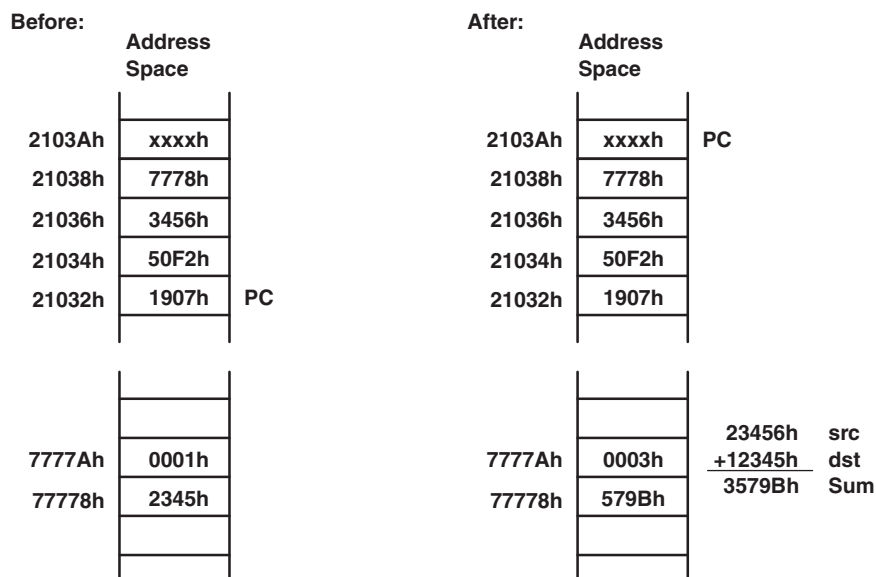 Before:
Address
Space
2103Ah xxxxh
21038h 7778h
21036h 3456h
21034h 50F2h
21032h 1907h PC
7777Ah 0001h
77778h 2345h
After:
Address
Space
2103Ah xxxxh PC
21038h 7778h
21036h 3456h
21034h 50F2h
21032h 1907h
7777Ah 0003h
77778h 579Bh
23456h src
+12345h dst
3579Bh Sum